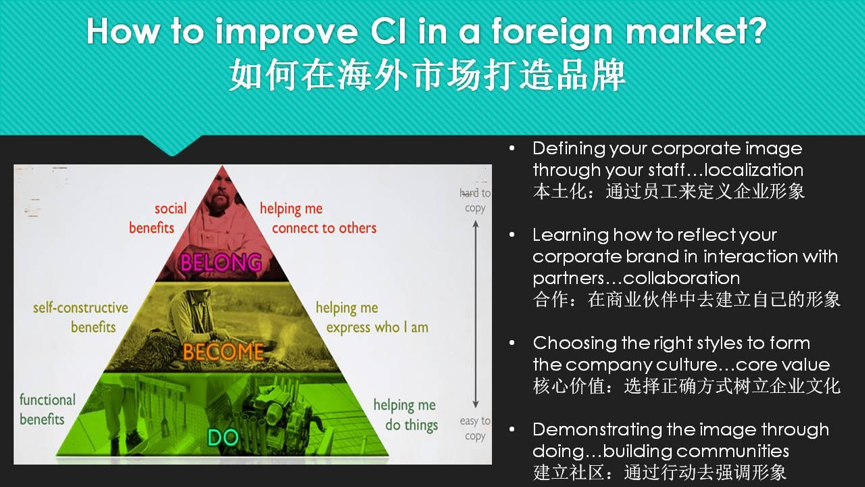 How to improve CI in a foreign market?
如何在海外市场打造品牌
social
benefits
helping me
connect to others
BELONG
self-constructive
benefits
helping me
express who I am
BECOME
functional
benefits
helping me
do things
DO
hard to
copy
easy to
copy
• Defining your corporate image
through your staff...localization
本土化：通过员工来定义企业形象
• Learning how to reflect your
corporate brand in interaction with
partners...collaboration
合作：在商业伙伴中去建立自己的形象
• Choosing the right styles to form
the company culture...core value
核心价值：选择正确方式树立企业文化
• Demonstrating the image through
doing...building communities
建立社区：通过行动去强调形象